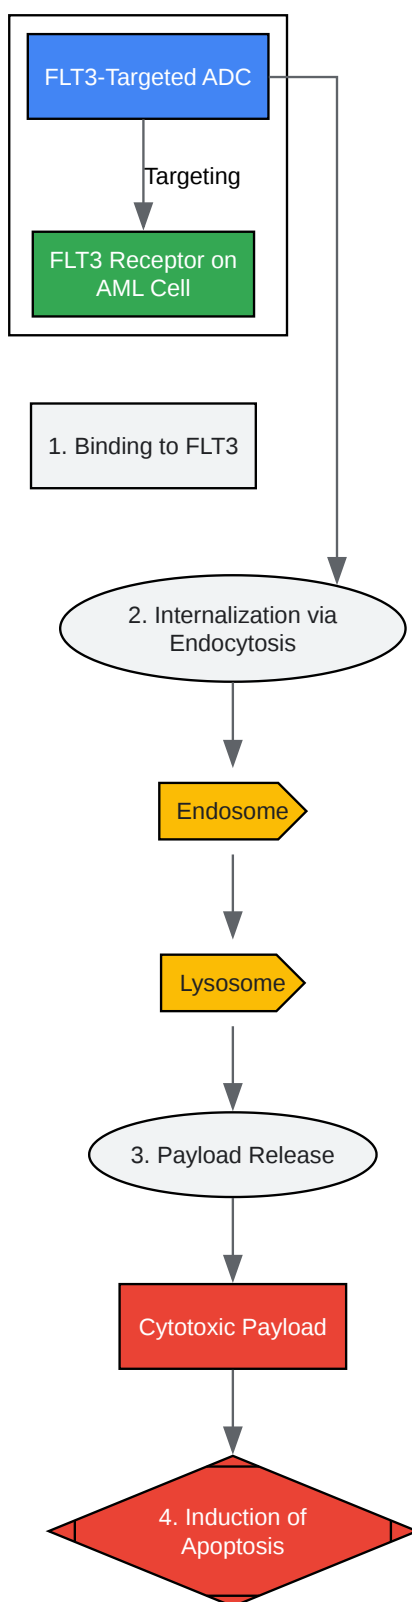 FLT3-Targeted ADC
Targeting
FLT3 Receptor on
AML Cell
1. Binding to FLT3
2. Internalization via
Endocytosis
Endosome
Lysosome
3. Payload Release
Cytotoxic Payload
4. Induction of
Apoptosis